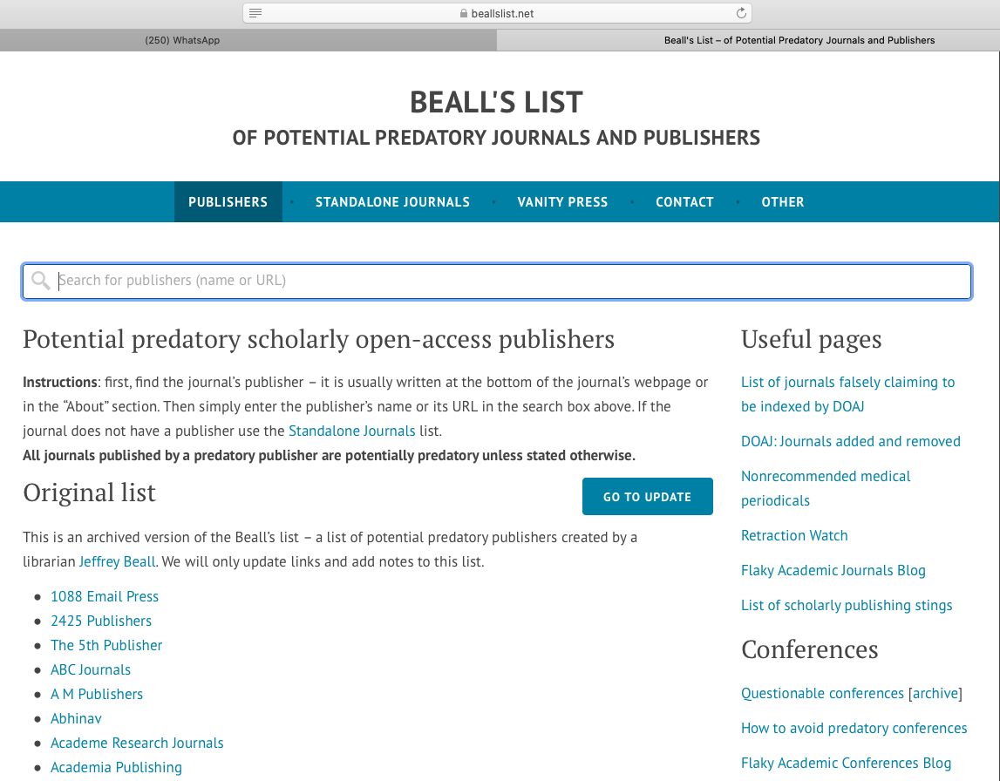 beallslist.net
(250) WhatsApp
Beall's List – of Potential Predatory Journals and Publishers
BEALL'S LIST
OF POTENTIAL PREDATORY JOURNALS AND PUBLISHERS
PUBLISHERS
STANDALONE JOURNALS
VANITY PRESS
CONTACT
OTHER
Search for publishers (name or URL)
Potential predatory scholarly open-access publishers
Instructions: first, find the journal’s publisher – it is usually written at the bottom of the journal’s webpage or
in the “About” section. Then simply enter the publisher’s name or its URL in the search box above. If the
journal does not have a publisher use the Standalone Journals list.
All journals published by a predatory publisher are potentially predatory unless stated otherwise.
Original list
GO TO UPDATE
This is an archived version of the Beall’s list – a list of potential predatory publishers created by a
librarian Jeffrey Beall. We will only update links and add notes to this list.
1088 Email Press
2425 Publishers
The 5th Publisher
ABC Journals
A M Publishers
Abhinav
Academe Research Journals
Academia Publishing
Useful pages
List of journals falsely claiming to
be indexed by DOAJ
DOAJ: Journals added and removed
Nonrecommended medical
periodicals
Retraction Watch
Flaky Academic Journals Blog
List of scholarly publishing stings
Conferences
Questionable conferences [archive]
How to avoid predatory conferences
Flaky Academic Conferences Blog